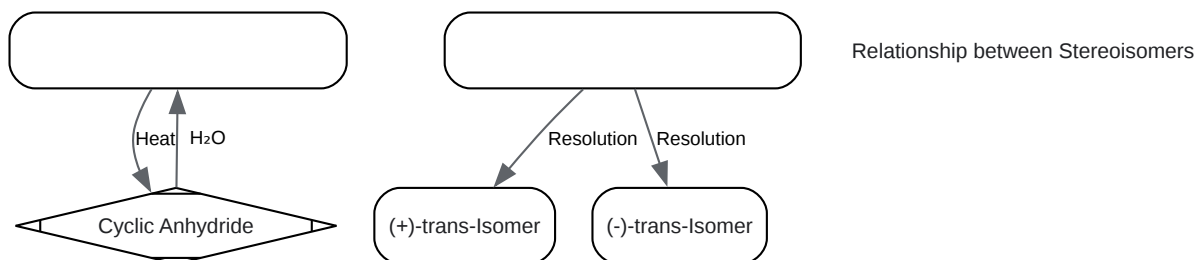 Relationship between Stereoisomers
Heat
H₂O
Resolution
Resolution
Cyclic Anhydride
(+)-trans-Isomer
(-)-trans-Isomer